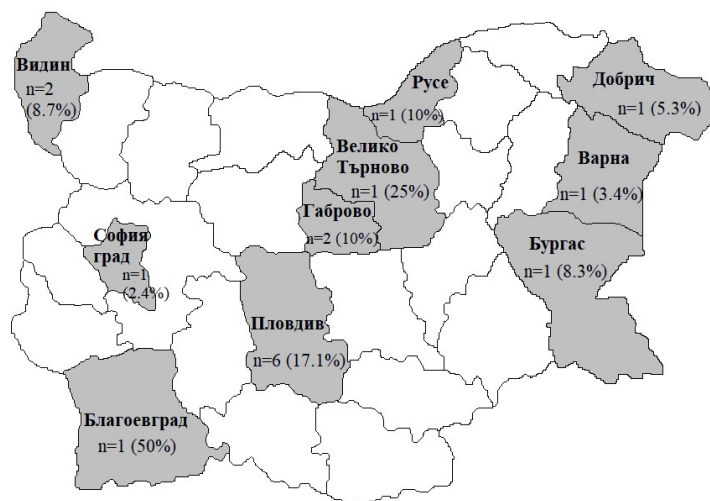 Видин
n=2
(8.7%)
Русе
n=1 (10%)
Добрич
n=1 (5.3%)
Велико
Търново
n=1 (25%)
Варна
n=1 (3.4%)
Габрово
n=2 (10%)
София
град
n=1
(2.4%)
Бургас
n=1 (8.3%)
Пловдив
n=6 (17.1%)
Благоевград
n=1 (50%)